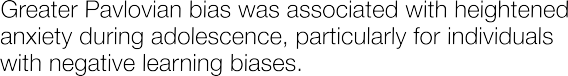 Greater Pavlovian bias was associated with heightened
anxiety during adolescence, particularly for individuals
with negative learning biases.